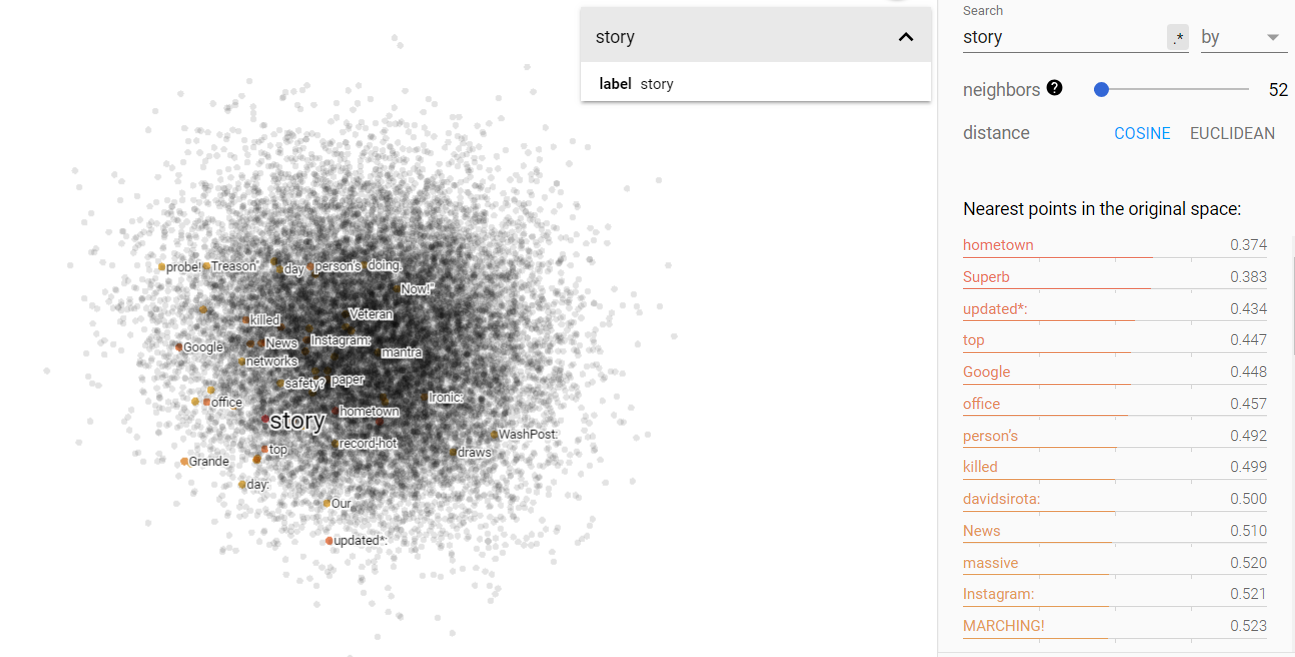 story
label story
probe!
Treason'
day
person's
doing.
Now!"
Veteran
killed
Google
News
Instagram:
networks
mantra
safety?
paper
office
Ironic:
story
hometown
WashPost:
top
record-hot
draws
Grande
day:
Our
updated*:
Search
story .* by
neighbors ? 52
distance COSINE EUCLIDEAN
Nearest points in the original space:
hometown 0.374
Superb 0.383
updated*: 0.434
top 0.447
Google 0.448
office 0.457
person's 0.492
killed 0.499
davidsirota: 0.500
News 0.510
massive 0.520
Instagram: 0.521
MARCHING! 0.523